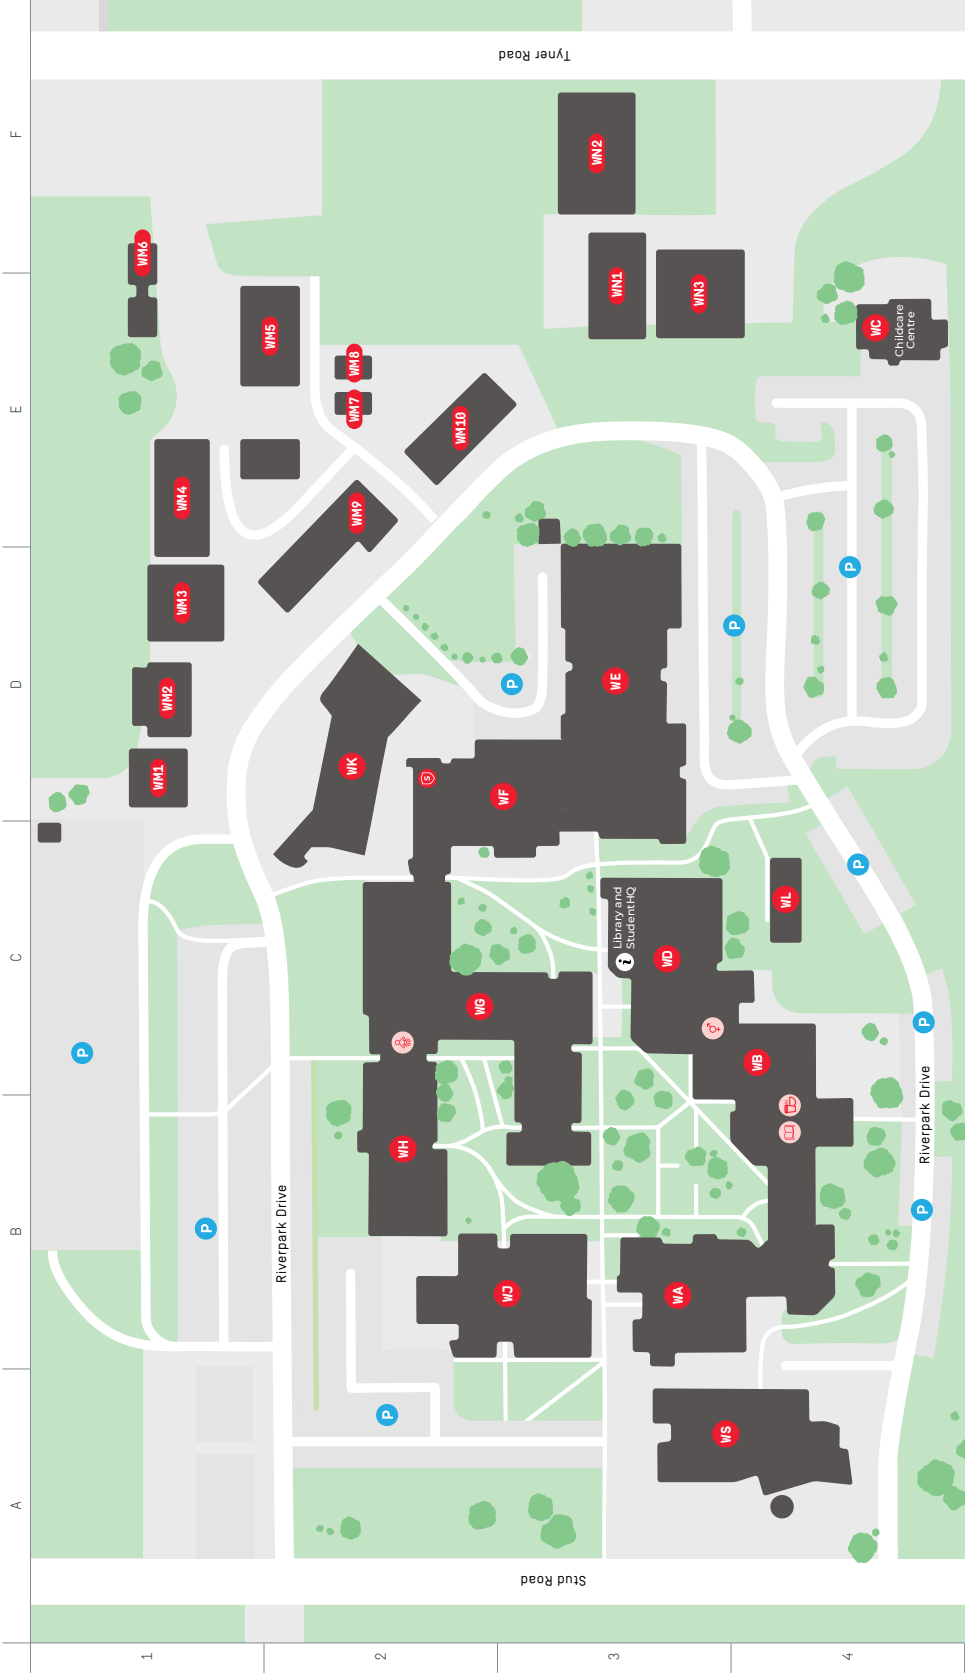 Tyner Road
F
WN2
WM6
WN1
WN3
WC
Childcare
Centre
WM5
WM8
WM7
E
WM10
WM4
WM9
P
WM3
P
WE
D
P
WM2
WK
WM1
S
WF
P
WL
Library and
StudentHQ
i
WD
C
WG
P
P
WB
Riverpark Drive
WH
B
P
P
Riverpark Drive
WJ
WA
P
WS
A
Stud Road
1
2
3
4